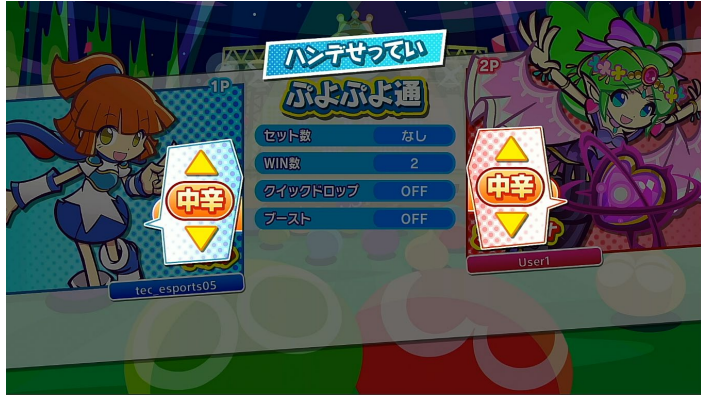 ハンデせってい
1P
2P
ぷよぷよ通
セット数 なし
WIN数 2
クイックドロップ OFF
ブースト OFF
中辛
中辛
tec_esports05
User1